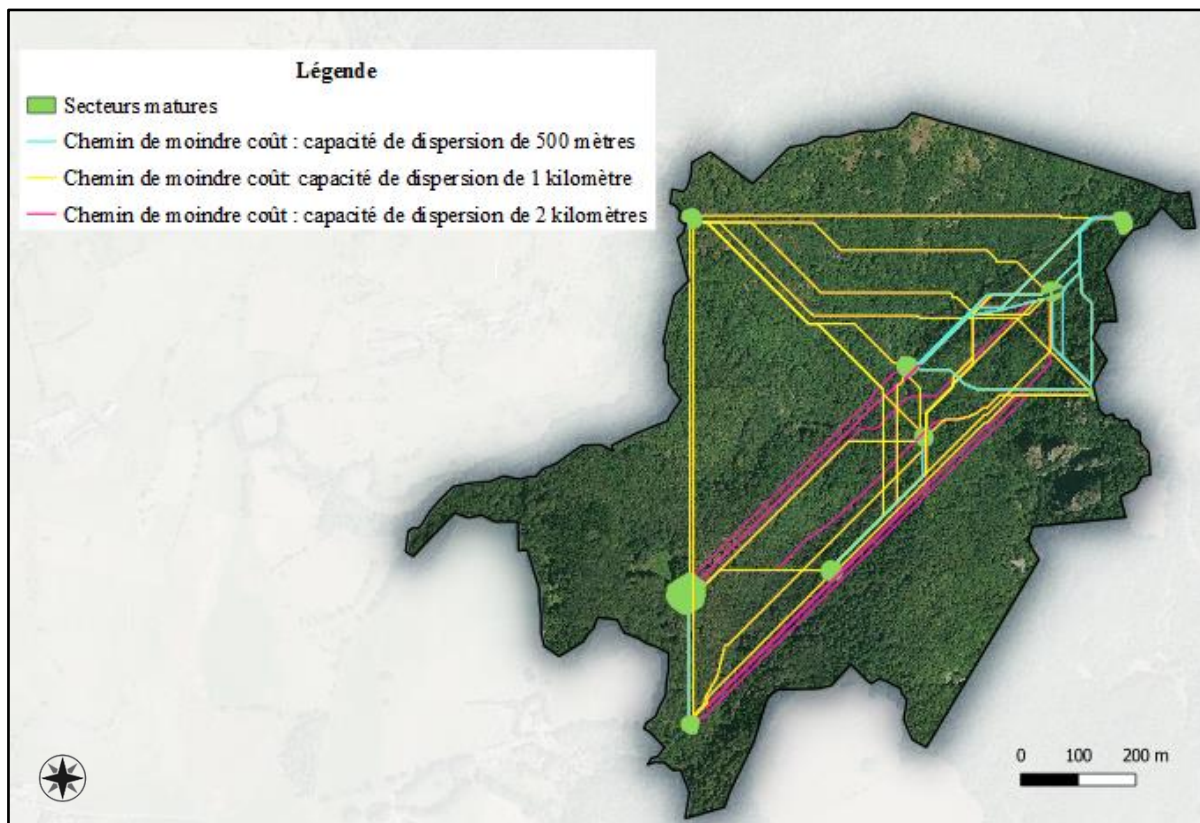 Légende
Secteurs matures
Chemin de moindre coût : capacité de dispersion de 500 mètres
Chemin de moindre coût: capacité de dispersion de 1 kilomètre
Chemin de moindre coût : capacité de dispersion de 2 kilomètres
0 100 200 m